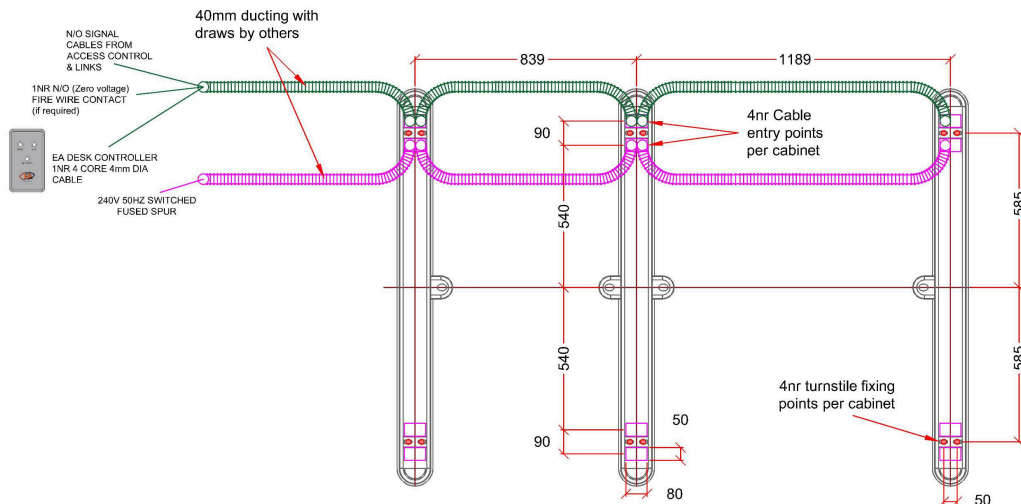 40mm ducting with
draws by others
N/O SIGNAL
CABLES FROM
ACCESS CONTROL
& LINKS
1NR N/O (Zero voltage)
FIRE WIRE CONTACT
(if required)
EA DESK CONTROLLER
1NR 4 CORE 4mm DIA
CABLE
240V 50HZ SWITCHED
FUSED SPUR
839
1189
90
4nr Cable
entry points
per cabinet
540
585
540
585
4nr turnstile fixing
points per cabinet
50
90
80
50